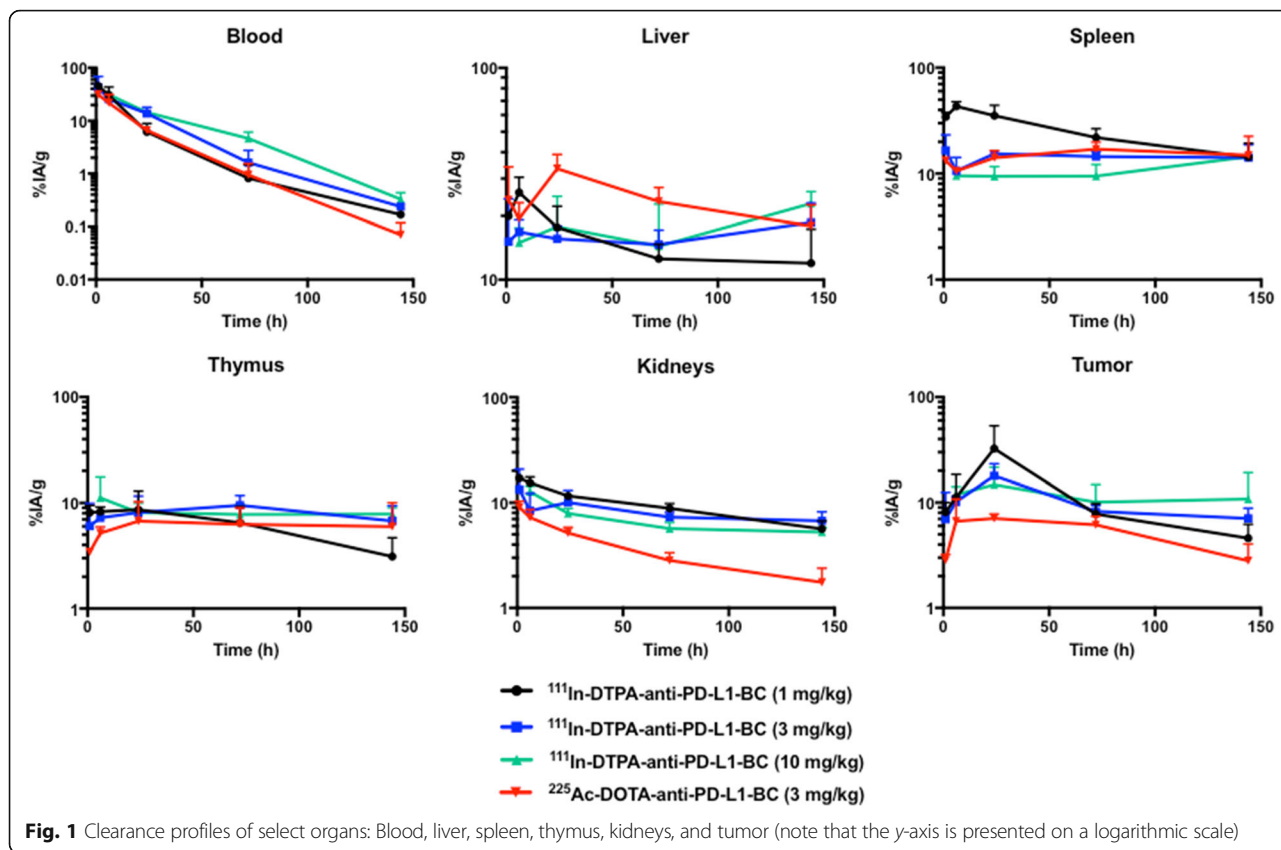 Blood
100
10
1
0.1
0.01
%IA/g
0 50 100 150
Time (h)
Liver
100
10
%IA/g
0 50 100 150
Time (h)
Spleen
100
10
1
%IA/g
0 50 100 150
Time (h)
Thymus
100
10
1
%IA/g
0 50 100 150
Time (h)
Kidneys
100
10
1
%IA/g
0 50 100 150
Time (h)
Tumor
100
10
1
%IA/g
0 50 100 150
Time (h)
¹¹¹In-DTPA-anti-PD-L1-BC (1 mg/kg)
¹¹¹In-DTPA-anti-PD-L1-BC (3 mg/kg)
¹¹¹In-DTPA-anti-PD-L1-BC (10 mg/kg)
²²⁵Ac-DOTA-anti-PD-L1-BC (3 mg/kg)
Fig. 1 Clearance profiles of select organs: Blood, liver, spleen, thymus, kidneys, and tumor (note that the y-axis is presented on a logarithmic scale)